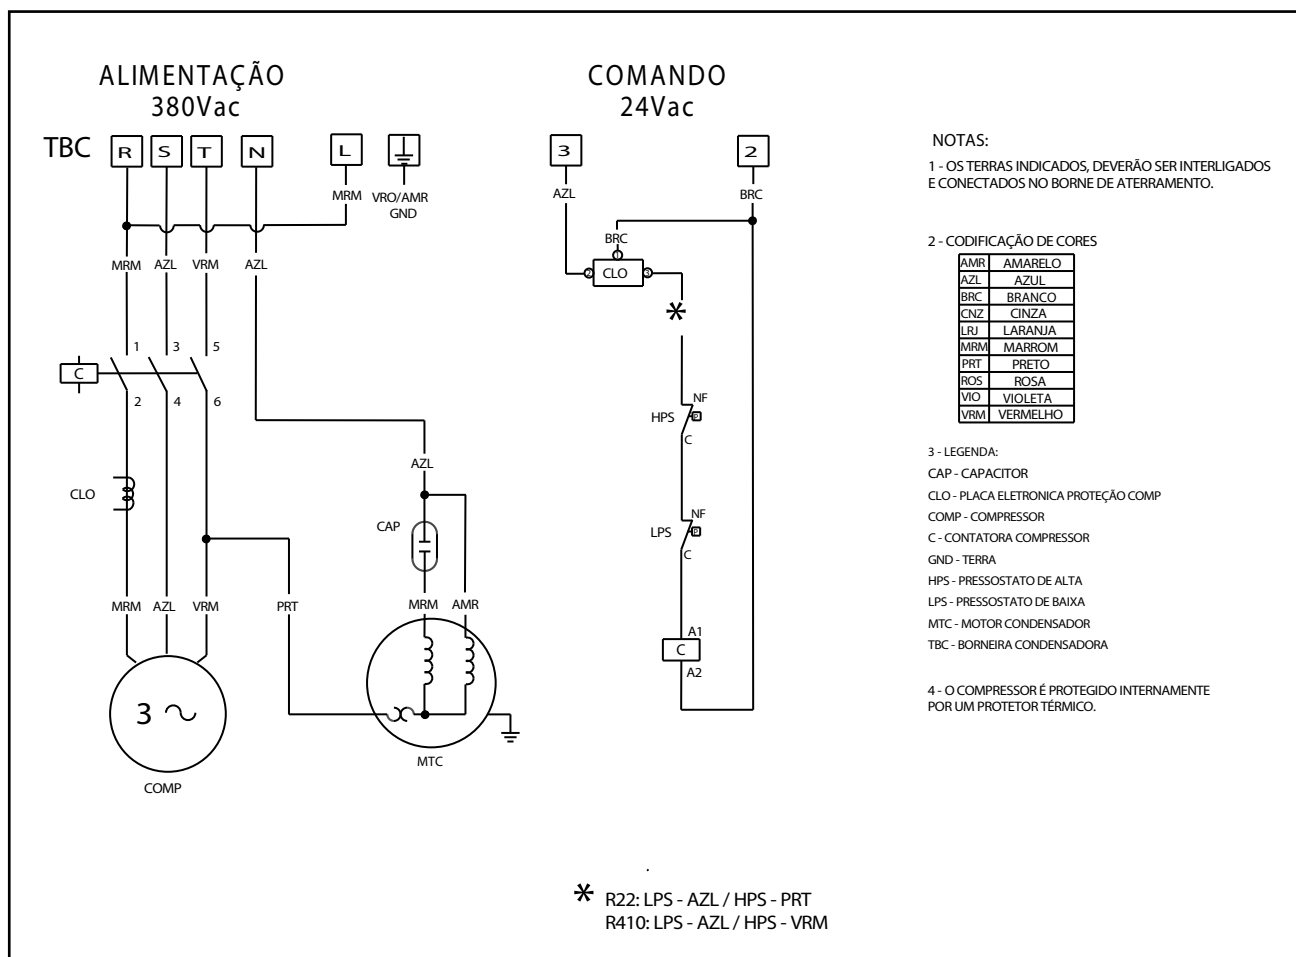 ALIMENTAÇÃO
380Vac
COMANDO
24Vac
TBC R S T N L 3 2
MRM VRO/AMR
GND
AZL BRC
BRC
MRM AZL VRM AZL
1
2 CLO 3
1 3 5
C
2 4 6
NF
HPS P
C
AZL
CLO
CAP
NF
LPS P
C
MRM AZL VRM PRT MRM AMR
A1
C
A2
3
MTC
COMP
NOTAS:
1 - OS TERRAS INDICADOS, DEVERÃO SER INTERLIGADOS
E CONECTADOS NO BORNE DE ATERRAMENTO.
2 - CODIFICAÇÃO DE CORES
AMR AMARELO
AZL AZUL
BRC BRANCO
CNZ CINZA
LRJ LARANJA
MRM MARROM
PRT PRETO
ROS ROSA
VIO VIOLETA
VRM VERMELHO
3 - LEGENDA:
CAP - CAPACITOR
CLO - PLACA ELETRONICA PROTEÇÃO COMP
COMP - COMPRESSOR
C - CONTATORA COMPRESSOR
GND - TERRA
HPS - PRESSOSTATO DE ALTA
LPS - PRESSOSTATO DE BAIXA
MTC - MOTOR CONDENSADOR
TBC - BORNEIRA CONDENSADORA
4 - O COMPRESSOR É PROTEGIDO INTERNAMENTE
POR UM PROTETOR TÉRMICO.
* R22: LPS - AZL / HPS - PRT
R410: LPS - AZL / HPS - VRM